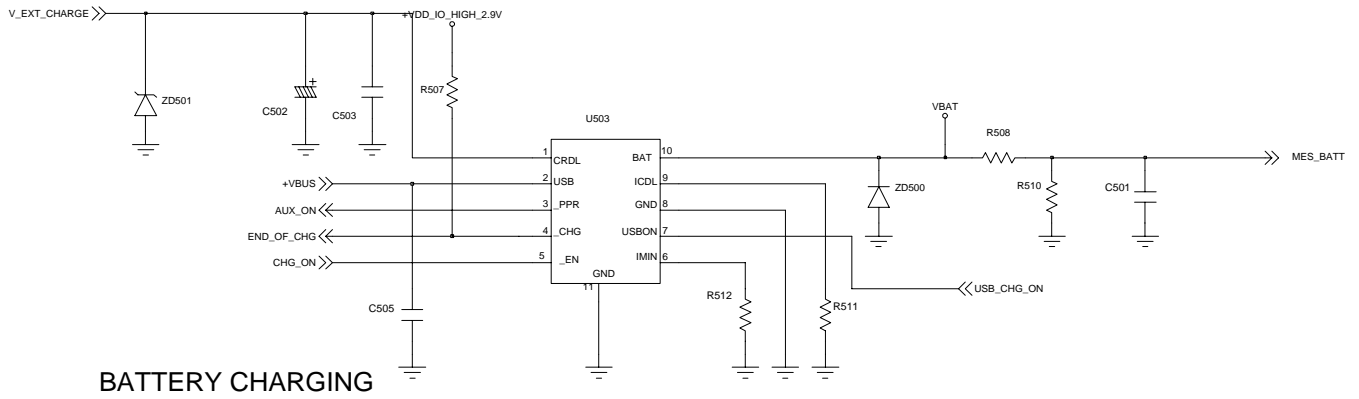 V_EXT_CHARGE
+VDD_IO_HIGH_2.9V
ZD501
C502
+
C503
R507
U503
VBAT
R508
MES_BATT
1
CRDL
BAT
10
+VBUS
2
USB
ICDL
9
ZD500
R510
C501
AUX_ON
3
_PPR
GND
8
END_OF_CHG
4
_CHG
USBON
7
CHG_ON
5
_EN
IMIN
6
GND
11
USB_CHG_ON
R512
R511
C505
BATTERY CHARGING